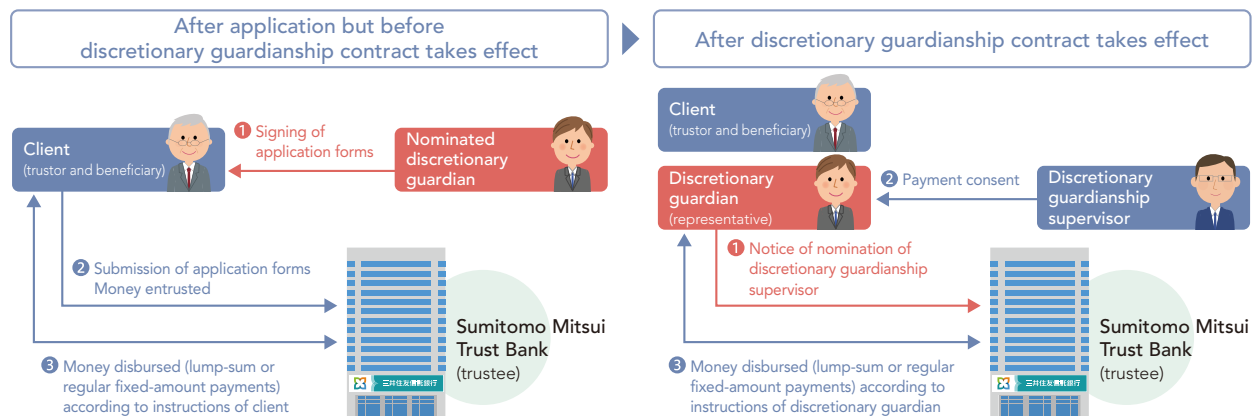 After application but before
discretionary guardianship contract takes effect
After discretionary guardianship contract takes effect
Client
(trustor and beneficiary)
1 Signing of
application forms
Nominated
discretionary
guardian
2 Submission of application forms
Money entrusted
Sumitomo Mitsui
Trust Bank
(trustee)
三井住友信託銀行
3 Money disbursed (lump-sum or
regular fixed-amount payments)
according to instructions of client
Client
(trustor and beneficiary)
Discretionary
guardian
(representative)
2 Payment consent
Discretionary
guardianship
supervisor
1 Notice of nomination of
discretionary guardianship
supervisor
Sumitomo Mitsui
Trust Bank
(trustee)
三井住友信託銀行
3 Money disbursed (lump-sum or regular
fixed-amount payments) according to
instructions of discretionary guardian